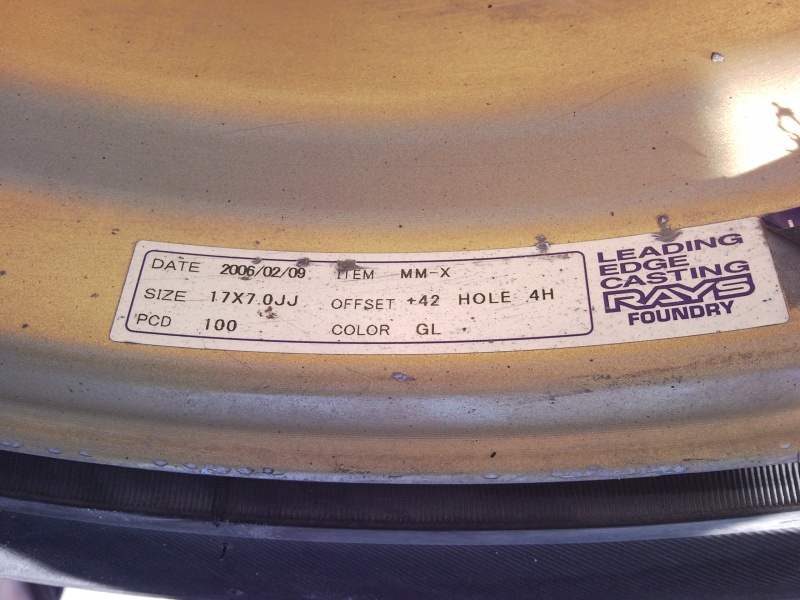 DATE 2006/02/09 ITEM MM-X
SIZE 17X7.0JJ OFFSET +42 HOLE 4H
PCD 100 COLOR GL
LEADING
EDGE
CASTING
RAYS
FOUNDRY